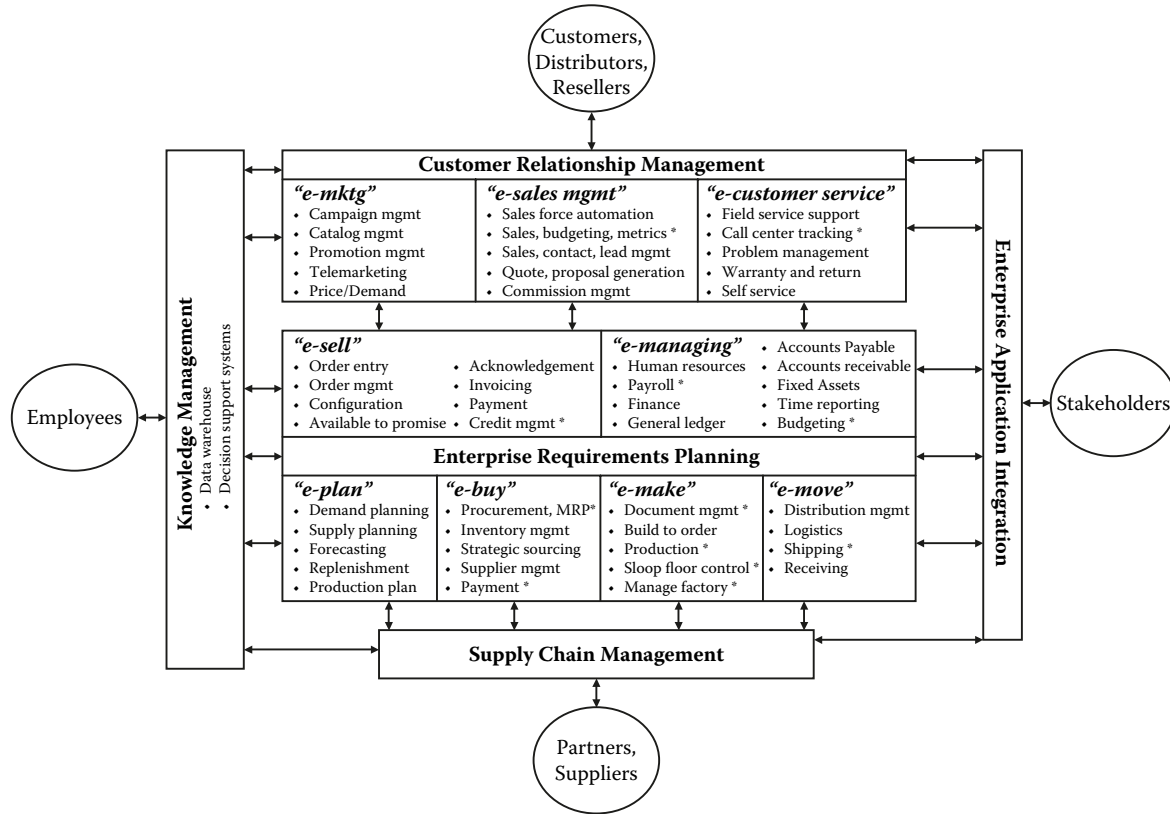 Customers,
Distributors,
Resellers
Customer Relationship Management
“e-mktg”
• Campaign mgmt
• Catalog mgmt
• Promotion mgmt
• Telemarketing
• Price/Demand
“e-sales mgmt”
• Sales force automation
• Sales, budgeting, metrics *
• Sales, contact, lead mgmt
• Quote, proposal generation
• Commission mgmt
“e-customer service”
• Field service support
• Call center tracking *
• Problem management
• Warranty and return
• Self service
“e-sell”
• Order entry
• Order mgmt
• Configuration
• Available to promise
• Acknowledgement
• Invoicing
• Payment
• Credit mgmt *
“e-managing”
• Human resources
• Payroll *
• Finance
• General ledger
• Accounts Payable
• Accounts receivable
• Fixed Assets
• Time reporting
• Budgeting *
Enterprise Requirements Planning
“e-plan”
• Demand planning
• Supply planning
• Forecasting
• Replenishment
• Production plan
“e-buy”
• Procurement, MRP*
• Inventory mgmt
• Strategic sourcing
• Supplier mgmt
• Payment *
“e-make”
• Document mgmt *
• Build to order
• Production *
• Sloop floor control *
• Manage factory *
“e-move”
• Distribution mgmt
• Logistics
• Shipping *
• Receiving
Supply Chain Management
Partners,
Suppliers
Employees
Knowledge Management
• Data warehouse
• Decision support systems
Enterprise Application Integration
Stakeholders